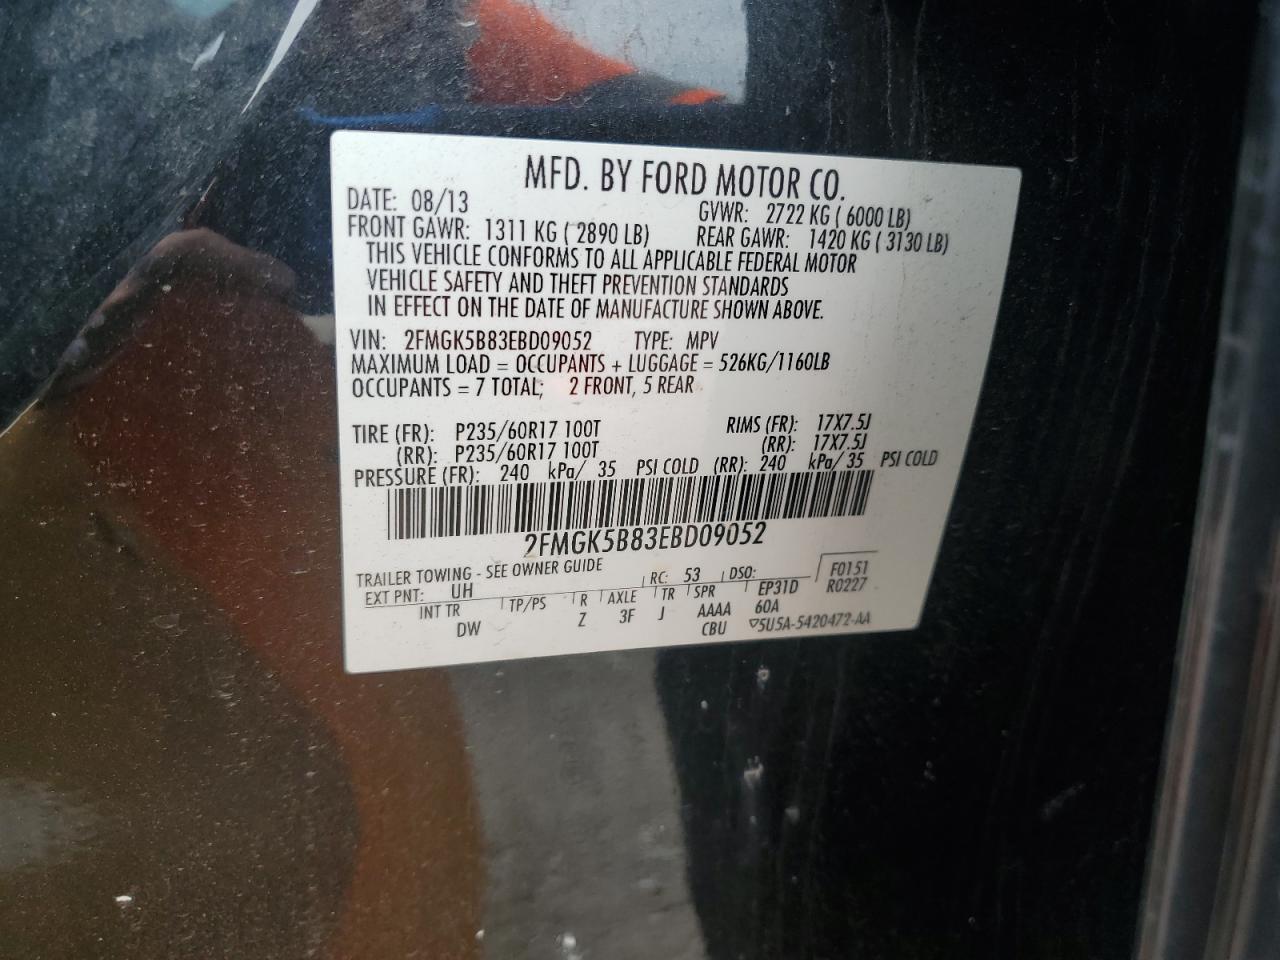 MFD. BY FORD MOTOR CO.
DATE: 08/13 GVWR: 2722 KG ( 6000 LB)
FRONT GAWR: 1311 KG ( 2890 LB) REAR GAWR: 1420 KG ( 3130 LB)
THIS VEHICLE CONFORMS TO ALL APPLICABLE FEDERAL MOTOR
VEHICLE SAFETY AND THEFT PREVENTION STANDARDS
IN EFFECT ON THE DATE OF MANUFACTURE SHOWN ABOVE.
VIN: 2FMGK5B83EBD09052 TYPE: MPV
MAXIMUM LOAD = OCCUPANTS + LUGGAGE = 526KG/1160LB
OCCUPANTS = 7 TOTAL; 2 FRONT, 5 REAR
TIRE (FR): P235/60R17 100T RIMS (FR): 17X7.5J
(RR): P235/60R17 100T (RR): 17X7.5J
PRESSURE (FR): 240 kPa/ 35 PSI COLD (RR): 240 kPa/ 35 PSI COLD
2FMGK5B83EBD09052
TRAILER TOWING - SEE OWNER GUIDE
EXT PNT: UH RC: 53 DSO: F0151
INT TR TP/PS R AXLE TR SPR EP31D R0227
DW Z 3F J AAAA 60A
CBU ▽5U5A-5420472-AA